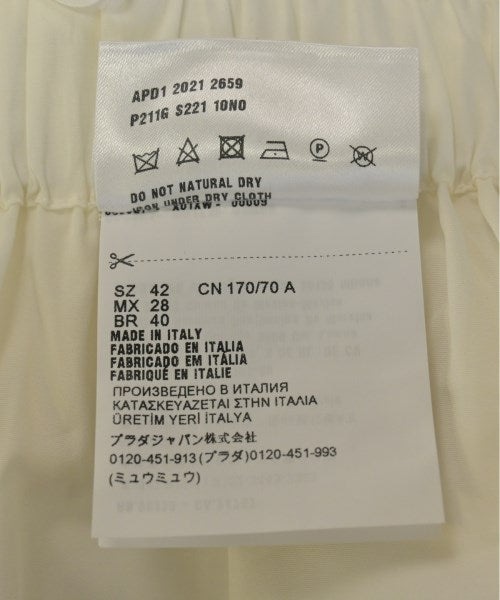 APD1 2021 2659
P211G S221 10NO
DO NOT NATURAL DRY
UNDER DRY CLOTH
SZ 42 CN 170/70 A
MX 28
BR 40
MADE IN ITALY
FABRICADO EN ITALIA
FABRICADO EM ITÁLIA
FABRIQUÉ EN ITALIE
ПРОИЗВЕДЕНО В ИТАЛИЯ
ΚΑΤΑΣΚΕΥΑΖΕΤΑΙ ΣΤΗΝ ΙΤΑΛΙΑ
ÜRETİM YERİ İTALYA
プラダジャパン株式会社
0120-451-913(プラダ)0120-451-993
(ミュウミュウ)